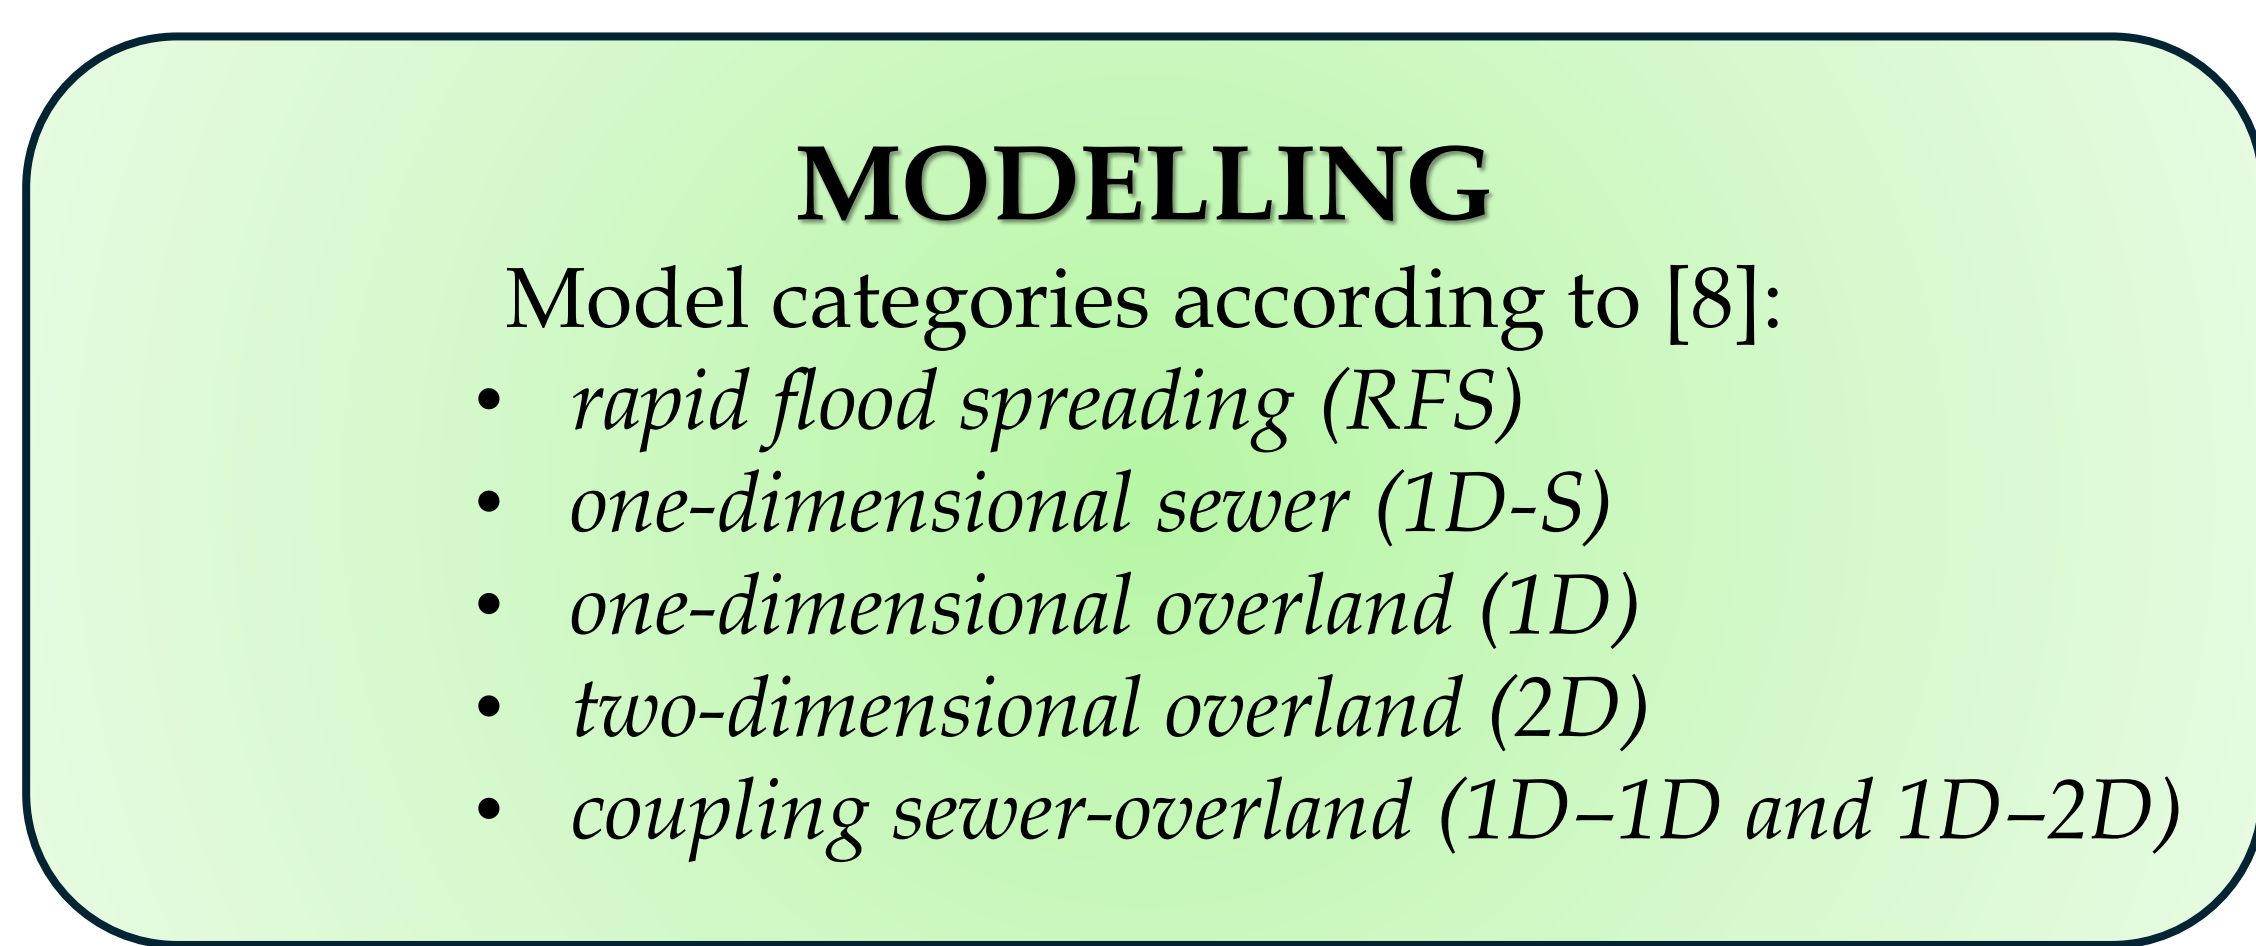 MODELLING
Model categories according to [8]:
• rapid flood spreading (RFS)
• one-dimensional sewer (1D-S)
• one-dimensional overland (1D)
• two-dimensional overland (2D)
• coupling sewer-overland (1D–1D and 1D–2D)